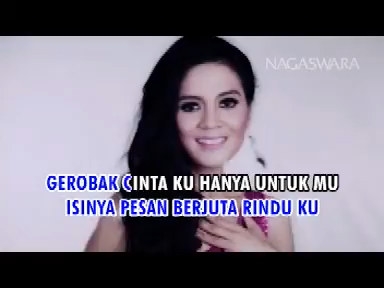 NAGASWARA
GEROBAK CINTA KU HANYA UNTUK MU
ISINYA PESAN BERJUTA RINDU KU